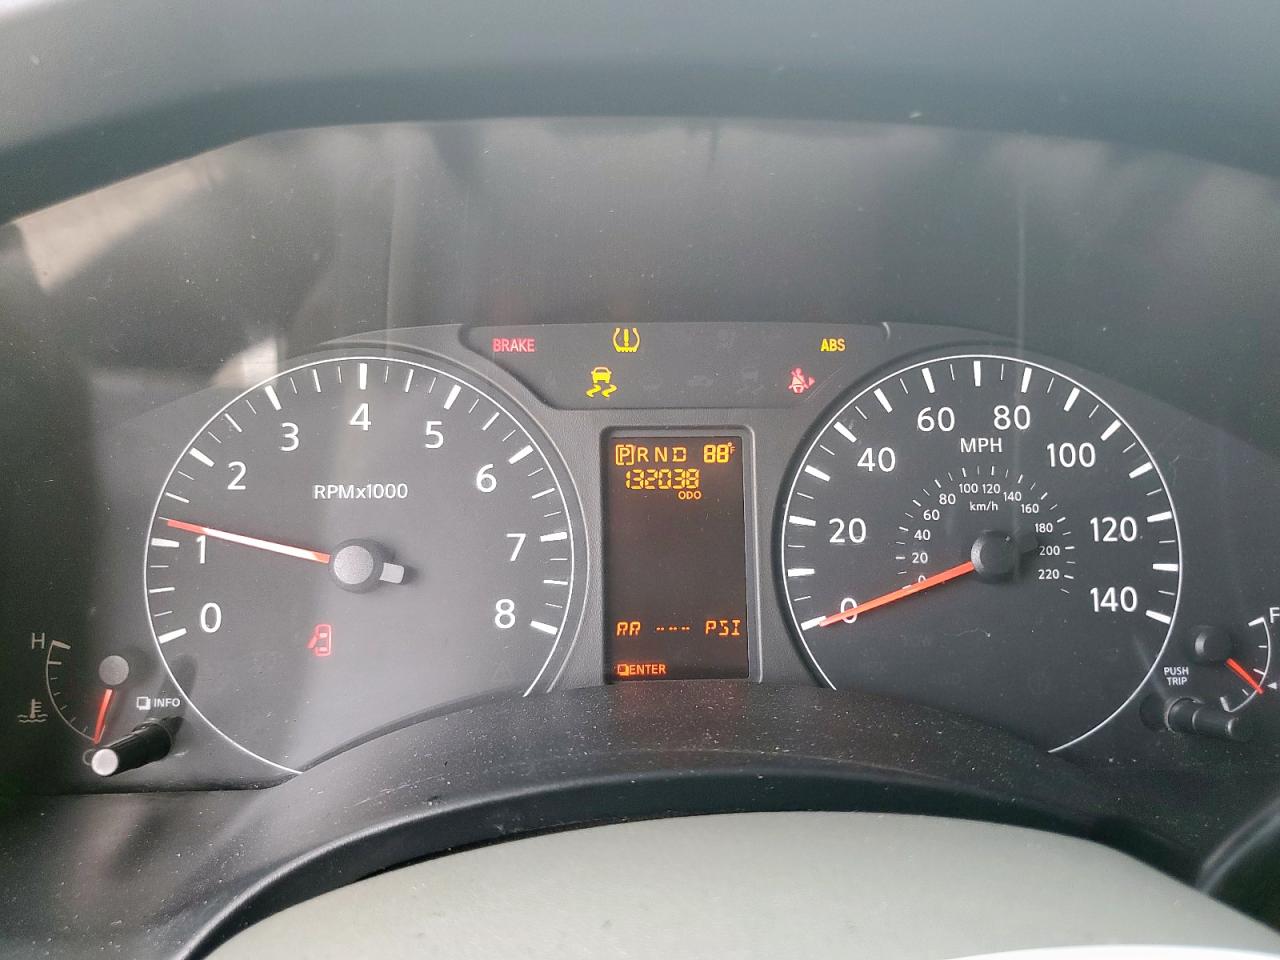 BRAKE
ABS
0 1 2 3 4 5 6 7 8
RPMx1000
H
C
INFO
P R N D 88°F
132038
ODO
RR --- PSI
ENTER
0 20 40 60 80 100 120 140
MPH
0 20 40 60 80 100 120 140 160 180 200 220
km/h
PUSH
TRIP
F